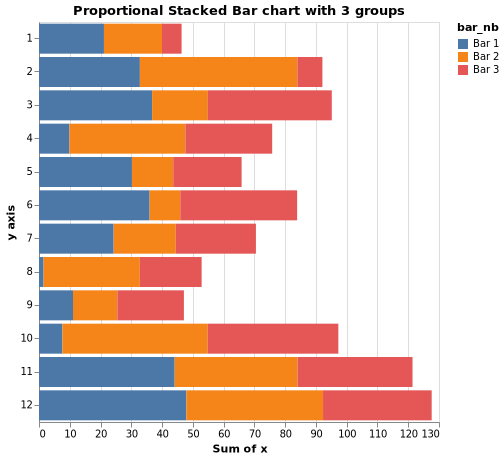 Proportional Stacked Bar chart with 3 groups
bar_nb
Bar 1
Bar 2
Bar 3
y axis
1
2
3
4
5
6
7
8
9
10
11
12
0 10 20 30 40 50 60 70 80 90 100 110 120 130
Sum of x